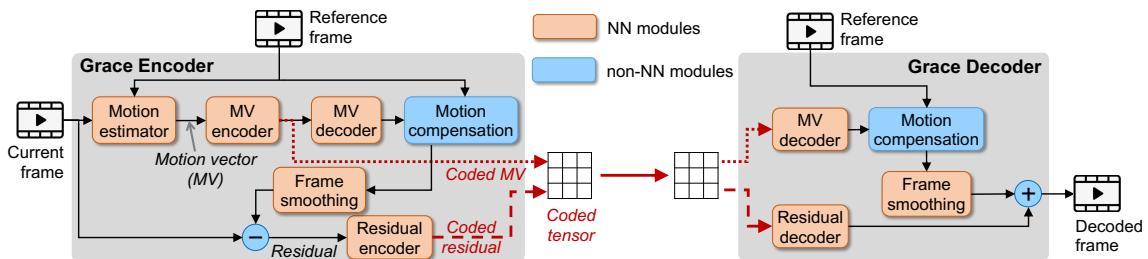 Reference
frame
NN modules
non-NN modules
Reference
frame
Grace Encoder
Grace Decoder
Current
frame
Motion
estimator
MV
encoder
MV
decoder
Motion
compensation
Motion vector
(MV)
Coded MV
Frame
smoothing
−
Residual
Residual
encoder
Coded
residual
Coded
tensor
MV
decoder
Motion
compensation
Frame
smoothing
Residual
decoder
+
Decoded
frame